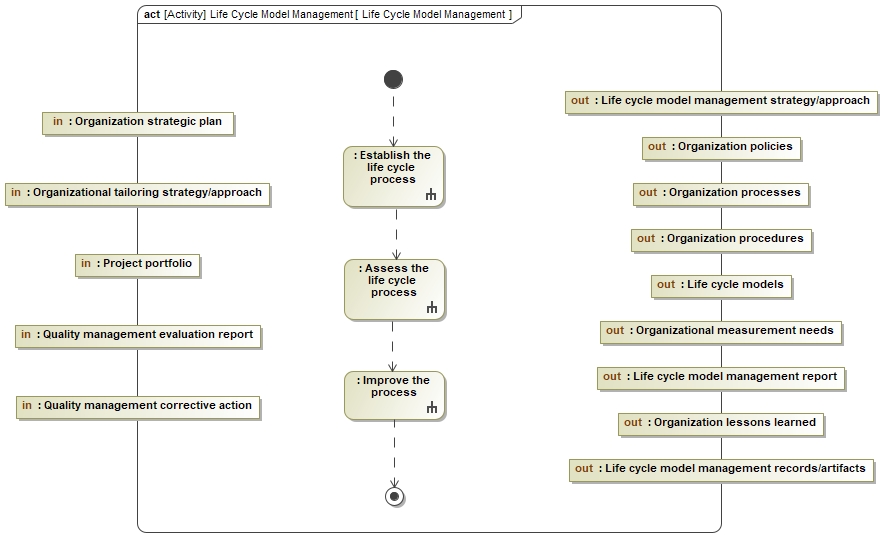 act [Activity] Life Cycle Model Management [ Life Cycle Model Management ]
in : Organization strategic plan
in : Organizational tailoring strategy/approach
in : Project portfolio
in : Quality management evaluation report
in : Quality management corrective action
: Establish the
life cycle
process
: Assess the
life cycle
process
: Improve the
process
out : Life cycle model management strategy/approach
out : Organization policies
out : Organization processes
out : Organization procedures
out : Life cycle models
out : Organizational measurement needs
out : Life cycle model management report
out : Organization lessons learned
out : Life cycle model management records/artifacts